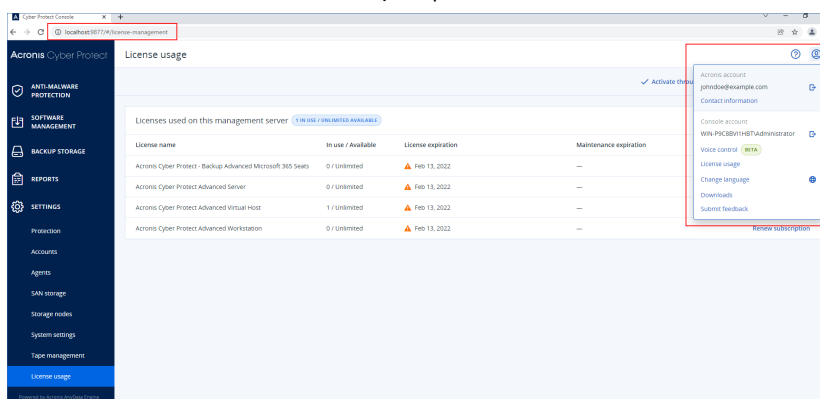 Cyber Protect Console
localhost:9877/#/license-management
Acronis Cyber Protect
License usage
ANTI-MALWARE
PROTECTION
SOFTWARE
MANAGEMENT
BACKUP STORAGE
REPORTS
SETTINGS
Protection
Accounts
Agents
SAN storage
Storage nodes
System settings
Tape management
License usage
Powered by Acronis AnyData Engine
Activate throu
Licenses used on this management server 1 IN USE / UNLIMITED AVAILABLE
License name In use / Available License expiration Maintenance expiration
Acronis Cyber Protect - Backup Advanced Microsoft 365 Seats 0 / Unlimited Feb 13, 2022 —
Acronis Cyber Protect Advanced Server 0 / Unlimited Feb 13, 2022 —
Acronis Cyber Protect Advanced Virtual Host 1 / Unlimited Feb 13, 2022 —
Acronis Cyber Protect Advanced Workstation 0 / Unlimited Feb 13, 2022 — Renew subscription
Acronis account
johndoe@example.com
Contact information
Console account
WIN-P9C8BVI1HBT\Administrator
Voice control BETA
License usage
Change language
Downloads
Submit feedback